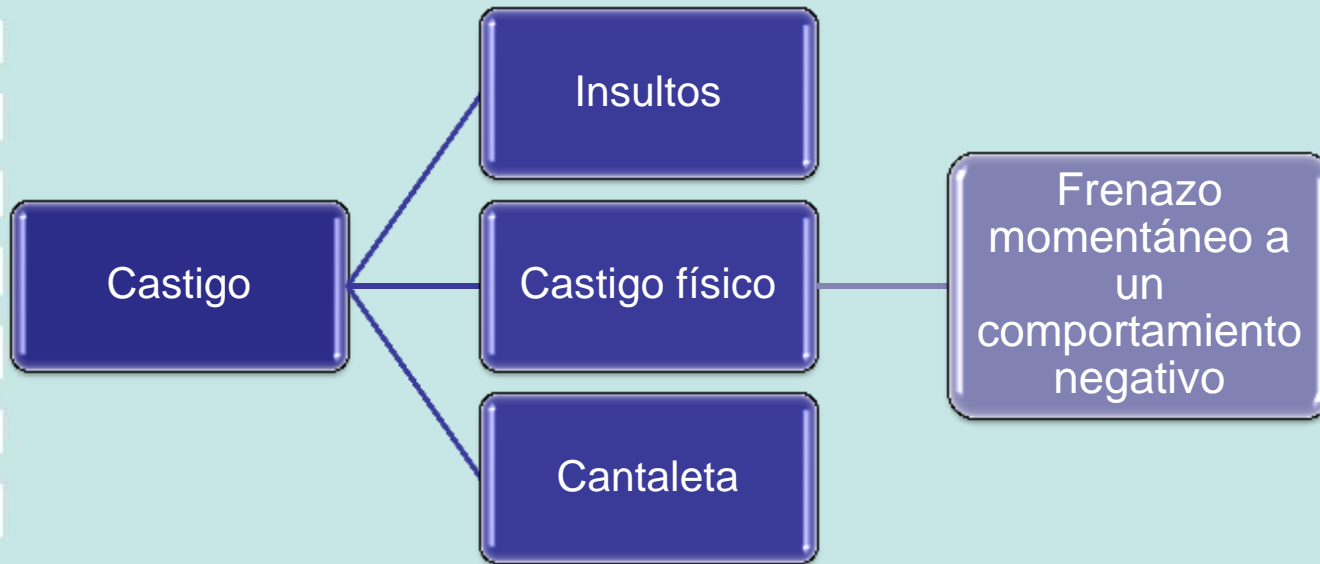 Insultos
Castigo
Castigo físico
Cantaleta
Frenazo
momentáneo a
un
comportamiento
negativo